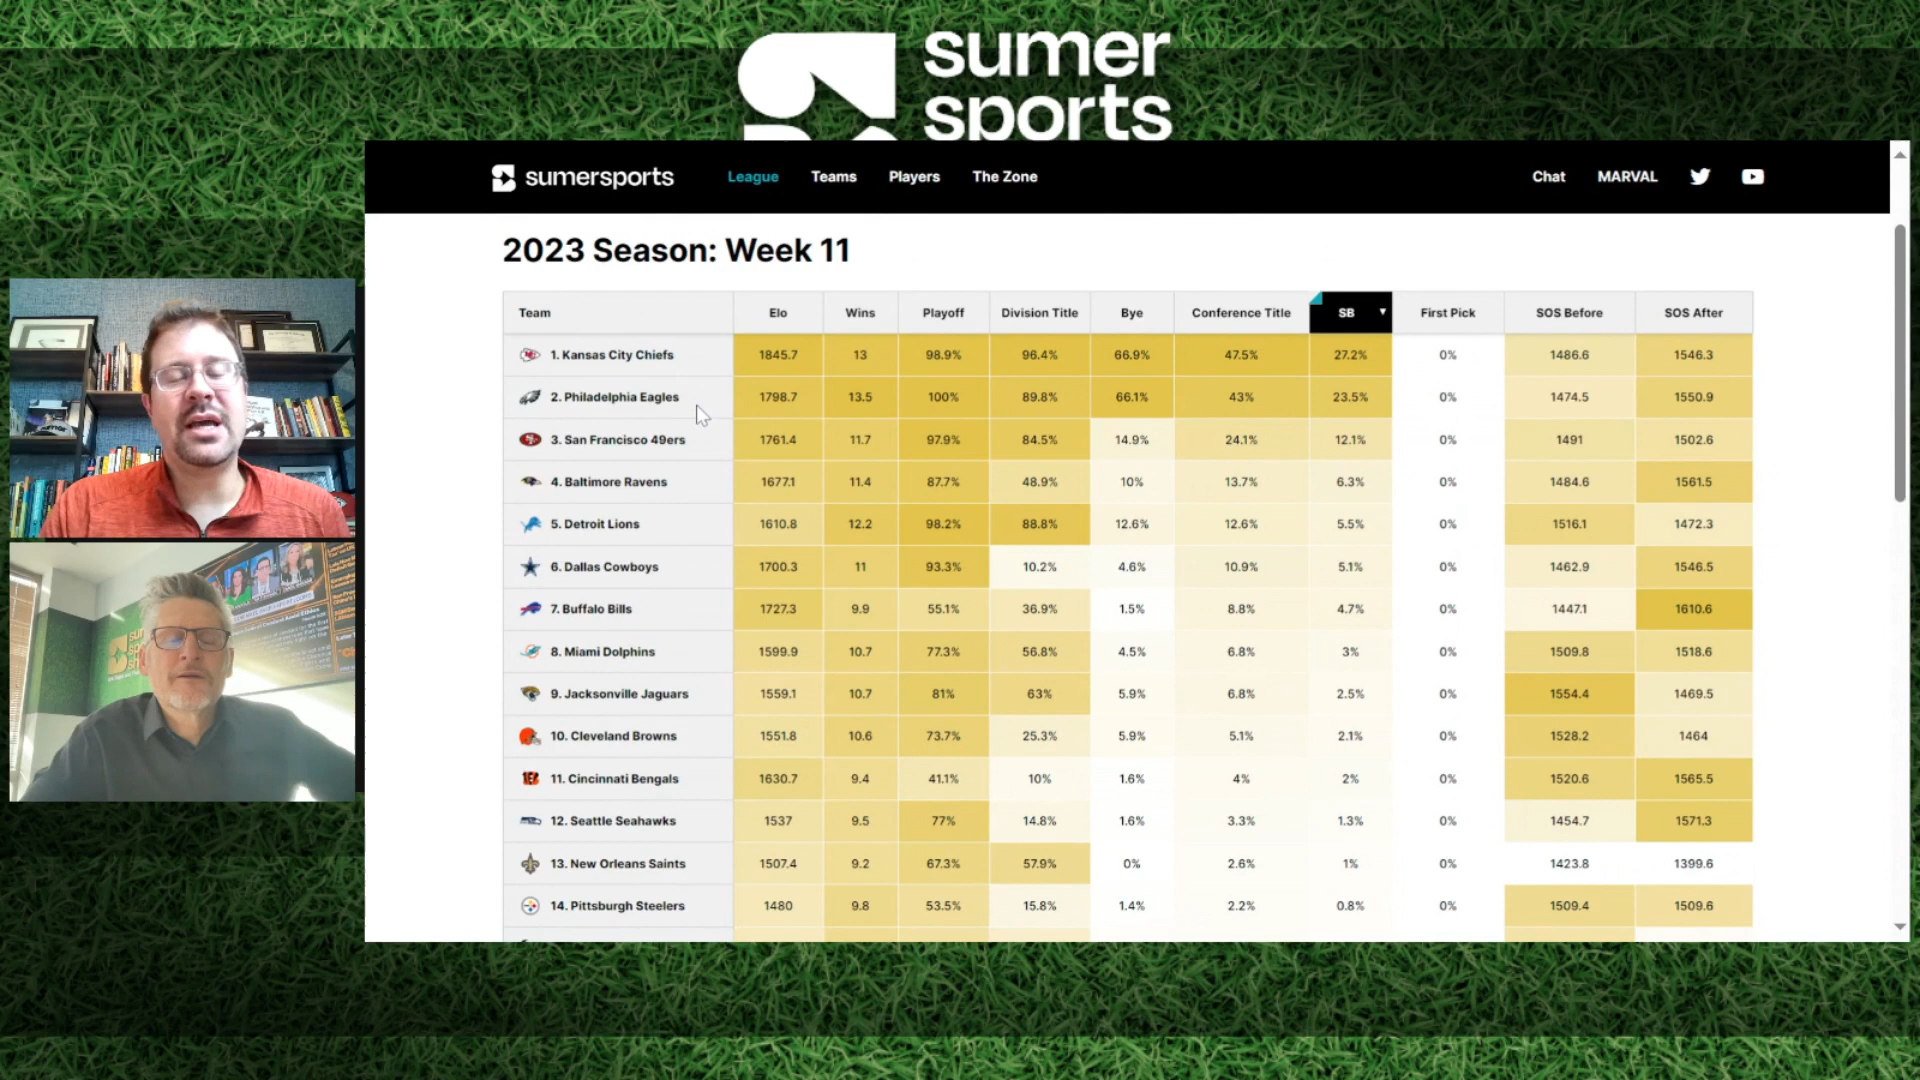 sumer
sports
sumersports League Teams Players The Zone Chat MARVAL
2023 Season: Week 11
Team Elo Wins Playoff Division Title Bye Conference Title SB ▼ First Pick SOS Before SOS After
1. Kansas City Chiefs 1845.7 13 98.9% 96.4% 66.9% 47.5% 27.2% 0% 1486.6 1546.3
2. Philadelphia Eagles 1798.7 13.5 100% 89.8% 66.1% 43% 23.5% 0% 1474.5 1550.9
3. San Francisco 49ers 1761.4 11.7 97.9% 84.5% 14.9% 24.1% 12.1% 0% 1491 1502.6
4. Baltimore Ravens 1677.1 11.4 87.7% 48.9% 10% 13.7% 6.3% 0% 1484.6 1561.5
5. Detroit Lions 1610.8 12.2 98.2% 88.8% 12.6% 12.6% 5.5% 0% 1516.1 1472.3
6. Dallas Cowboys 1700.3 11 93.3% 10.2% 4.6% 10.9% 5.1% 0% 1462.9 1546.5
7. Buffalo Bills 1727.3 9.9 55.1% 36.9% 1.5% 8.8% 4.7% 0% 1447.1 1610.6
8. Miami Dolphins 1599.9 10.7 77.3% 56.8% 4.5% 6.8% 3% 0% 1509.8 1518.6
9. Jacksonville Jaguars 1559.1 10.7 81% 63% 5.9% 6.8% 2.5% 0% 1554.4 1469.5
10. Cleveland Browns 1551.8 10.6 73.7% 25.3% 5.9% 5.1% 2.1% 0% 1528.2 1464
11. Cincinnati Bengals 1630.7 9.4 41.1% 10% 1.6% 4% 2% 0% 1520.6 1565.5
12. Seattle Seahawks 1537 9.5 77% 14.8% 1.6% 3.3% 1.3% 0% 1454.7 1571.3
13. New Orleans Saints 1507.4 9.2 67.3% 57.9% 0% 2.6% 1% 0% 1423.8 1399.6
14. Pittsburgh Steelers 1480 9.8 53.5% 15.8% 1.4% 2.2% 0.8% 0% 1509.4 1509.6